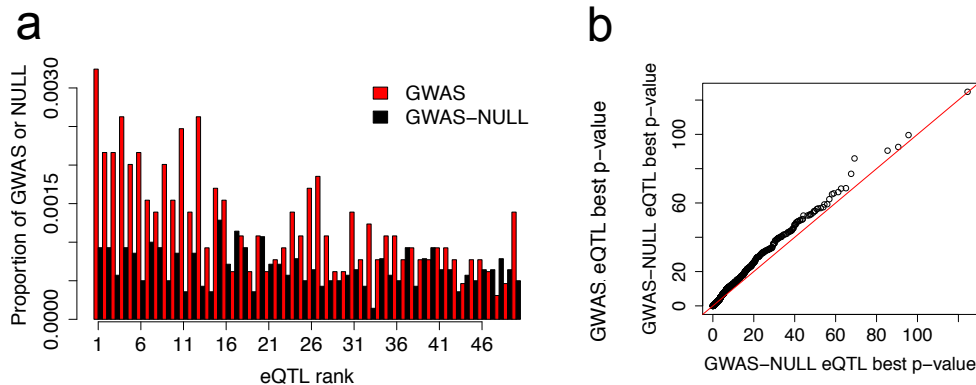 a
Proportion of GWAS or NULL
0.0000 0.0015 0.0030
GWAS
GWAS-NULL
1 6 11 16 21 26 31 36 41 46
eQTL rank
b
GWAS. eQTL best p-value
GWAS-NULL eQTL best p-value
0 20 60 100
0 20 40 60 80 100
GWAS-NULL eQTL best p-value